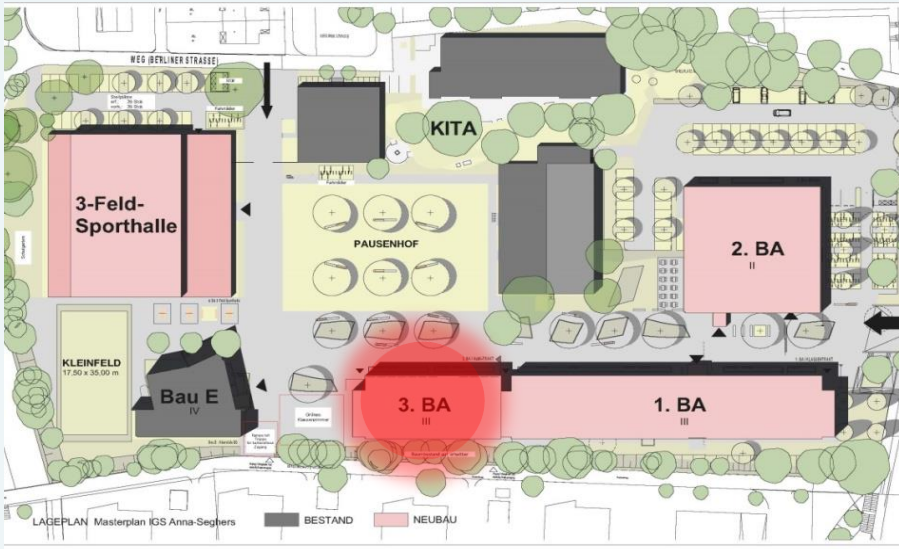 WEG (BERLINER STRASSE)
KITA
3-Feld-
Sporthalle
PAUSENHOF
2. BA
II
KLEINFELD
17,50 x 35,00 m
Bau E
IV
3. BA
III
1. BA
III
LAGEPLAN Masterplan IGS Anna-Seghers
BESTAND
NEUBAU